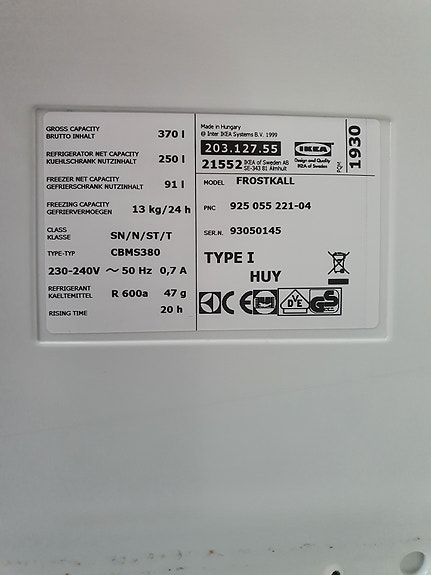 GROSS CAPACITY
BRUTTO INHALT 370 l
REFRIGERATOR NET CAPACITY
KUEHLSCHRANK NUTZINHALT 250 l
FREEZER NET CAPACITY
GEFRIERSCHRANK NUTZINHALT 91 l
FREEZING CAPACITY
GEFRIERVERMOEGEN 13 kg/24 h
CLASS
KLASSE SN/N/ST/T
TYPE-TYP CBMS380
230-240V ~ 50 Hz 0,7 A
REFRIGERANT
KAELTEMITTEL R 600a 47 g
RISING TIME 20 h
Made in Hungary
@ Inter IKEA Systems B.V. 1999
203.127.55
21552 IKEA of Sweden AB
SE-343 81 Älmhult
IKEA
Design and Quality
IKEA of Sweden
PQM
1930
MODEL FROSTKALL
PNC 925 055 221-04
SER.N. 93050145
TYPE I
HUY
CE
VDE
GS